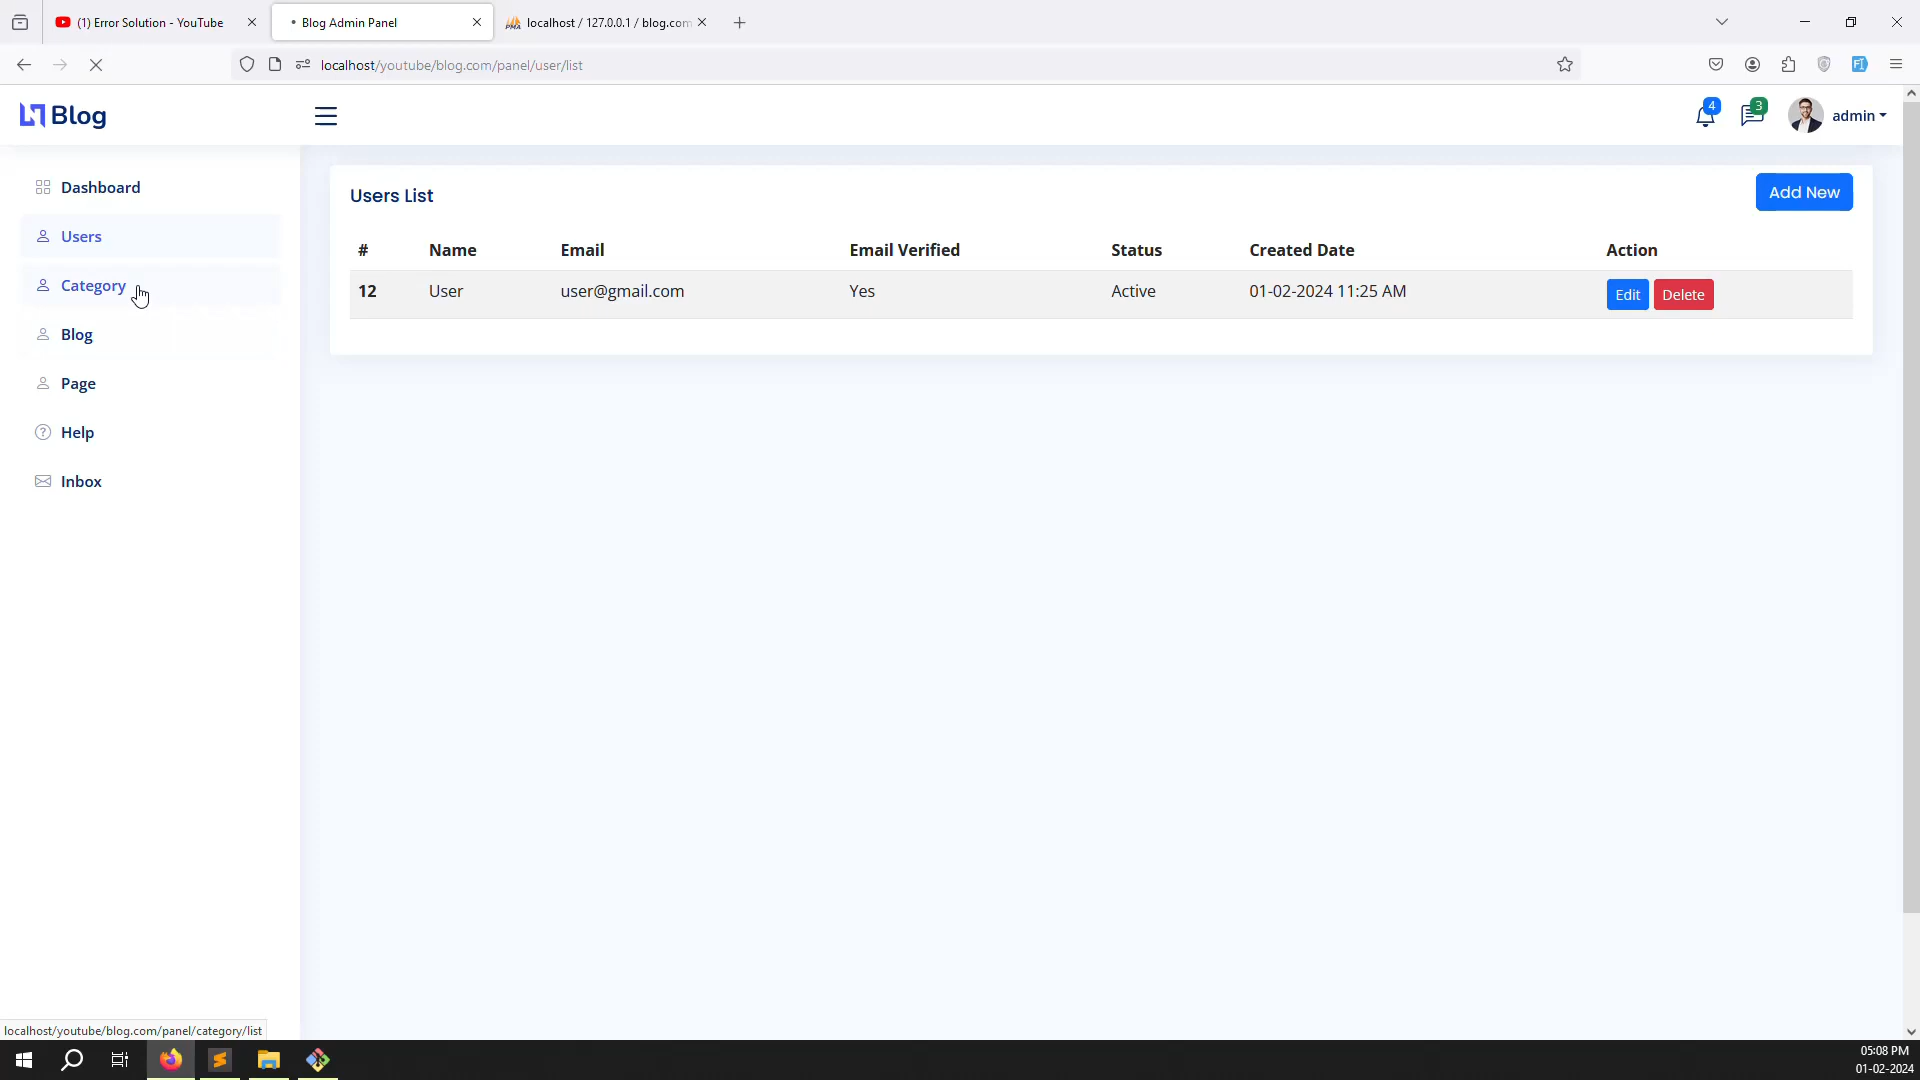 (1) Error Solution - YouTube
Blog Admin Panel
localhost / 127.0.0.1 / blog.com
localhost/youtube/blog.com/panel/user/list
Blog
4
3
admin
Dashboard
Users
Category
Blog
Page
Help
Inbox
Users List
Add New
# Name Email Email Verified Status Created Date Action
12 User user@gmail.com Yes Active 01-02-2024 11:25 AM Edit Delete
localhost/youtube/blog.com/panel/category/list
05:08 PM
01-02-2024